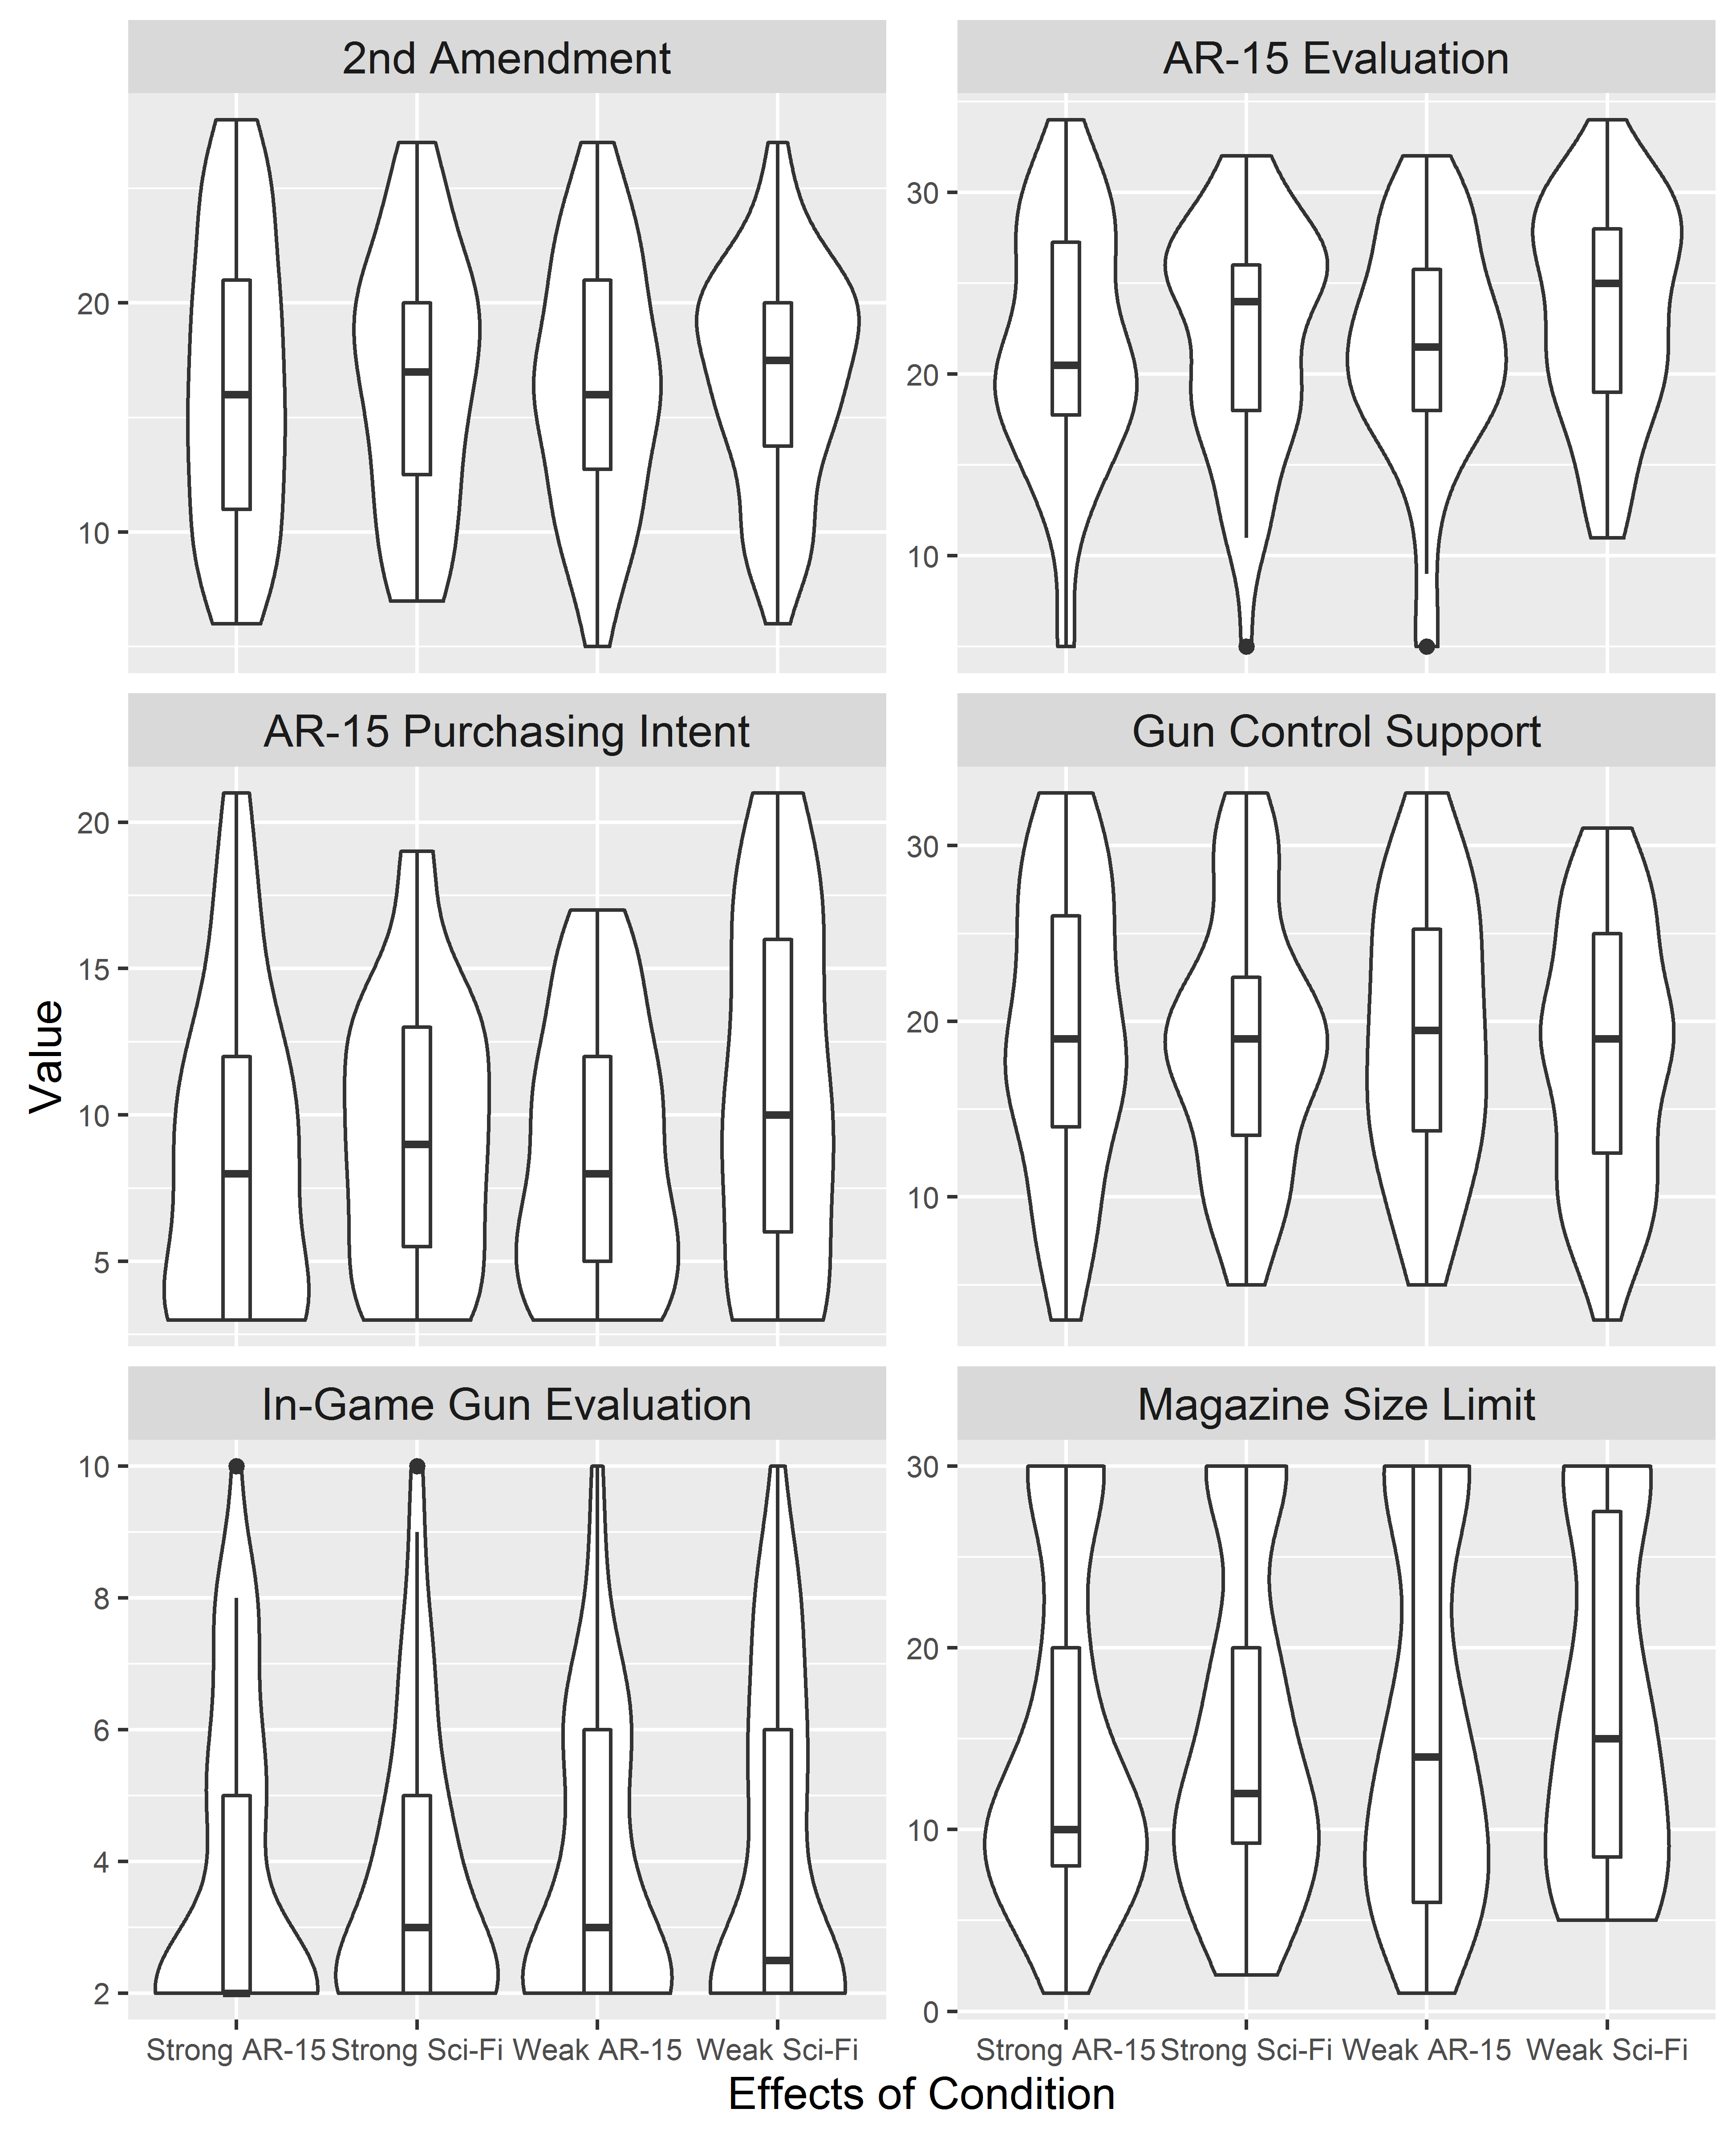 2nd Amendment
AR-15 Evaluation
20
10
30
20
10
AR-15 Purchasing Intent
Gun Control Support
20
15
10
5
30
20
10
Value
In-Game Gun Evaluation
Magazine Size Limit
10
8
6
4
2
30
20
10
0
Strong AR-15 Strong Sci-Fi Weak AR-15 Weak Sci-Fi
Strong AR-15 Strong Sci-Fi Weak AR-15 Weak Sci-Fi
Effects of Condition